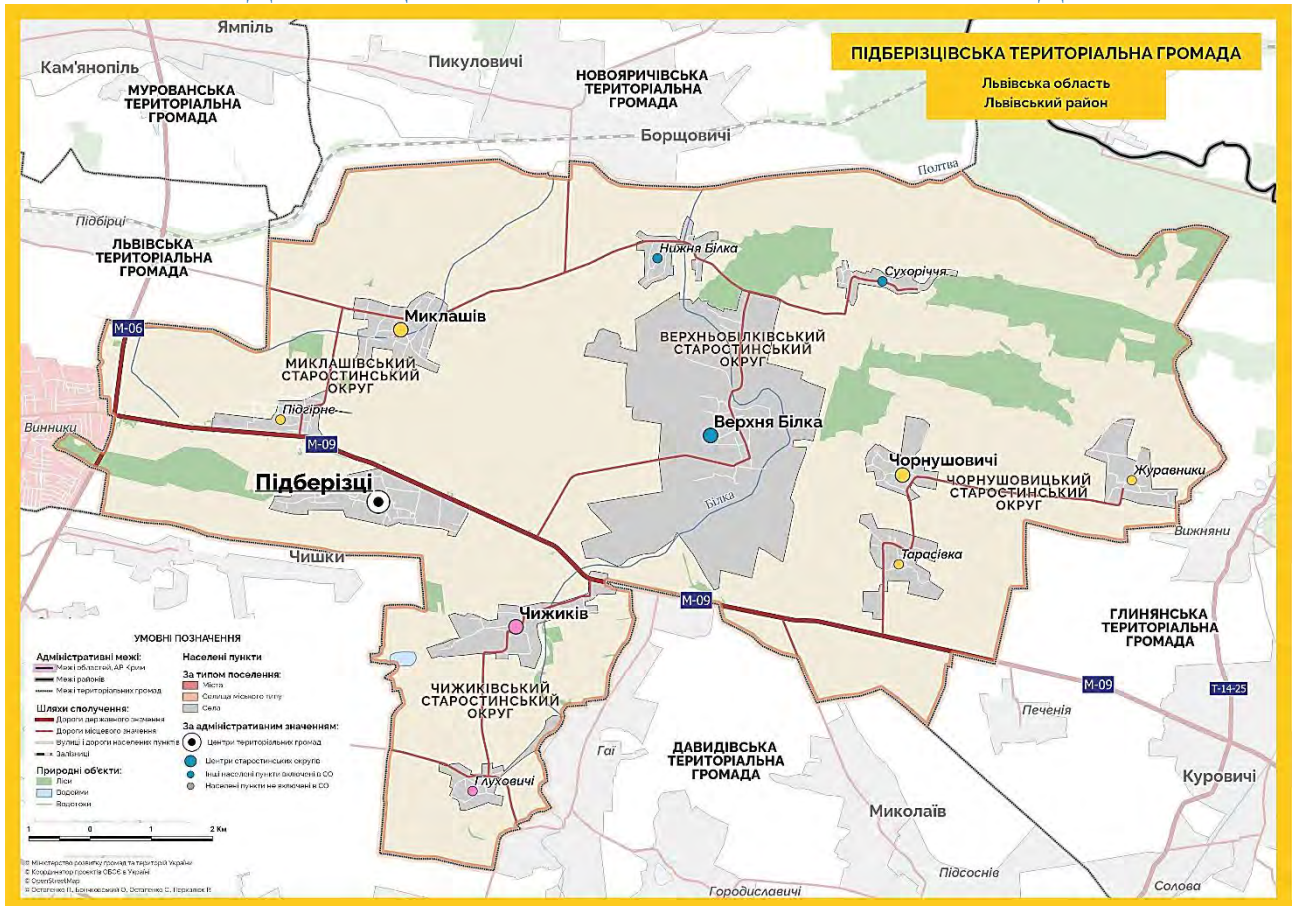 ПІДБЕРІЗЦІВСЬКА ТЕРИТОРІАЛЬНА ГРОМАДА
Львівська область
Львівський район
Ямпіль
Кам'янопіль
МУРОВАНСЬКА
ТЕРИТОРІАЛЬНА
ГРОМАДА
Пикуловичі
НОВОЯРИЧІВСЬКА
ТЕРИТОРІАЛЬНА
ГРОМАДА
Борщовичі
Полтва
Підбірці
ЛЬВІВСЬКА
ТЕРИТОРІАЛЬНА
ГРОМАДА
Нижня Білка
Сухоріччя
М-06
Миклашів
МИКЛАШІВСЬКИЙ
СТАРОСТИНСЬКИЙ
ОКРУГ
ВЕРХНЬОБІЛКІВСЬКИЙ
СТАРОСТИНСЬКИЙ
ОКРУГ
Підгірне
Винники
М-09
Верхня Білка
Підберізці
Чорнушовичі
Журавники
ЧОРНУШОВИЦЬКИЙ
СТАРОСТИНСЬКИЙ
ОКРУГ
Білка
Вижняни
Чишки
Тарасівка
М-09
Чижиків
ГЛИНЯНСЬКА
ТЕРИТОРІАЛЬНА
ГРОМАДА
ЧИЖИКІВСЬКИЙ
СТАРОСТИНСЬКИЙ
ОКРУГ
М-09
Т-14-25
Печенія
Гаї
ДАВИДІВСЬКА
ТЕРИТОРІАЛЬНА
ГРОМАДА
Глуховичі
Куровичі
Миколаїв
Підсоснів
Солова
Городиславичі
УМОВНІ ПОЗНАЧЕННЯ
Адміністративні межі:
Межі областей, АР Крим
Межі районів
Межі територіальних громад
Шляхи сполучення:
Дороги державного значення
Дороги місцевого значення
Вулиці і дороги населених пунктів
Залізниці
Природні об'єкти:
Ліси
Водойми
Водотоки
Населені пункти
За типом поселення:
Міста
Селища міського типу
Села
За адміністративним значенням:
Центри територіальних громад
Центри старостинських округів
Інші населені пункти включені в СО
Населені пункти не включені в СО
1 0 1 2 Км
© Міністерство розвитку громад та територій України
© Координатор проектів ОБСЄ в Україні
© OpenStreetMap